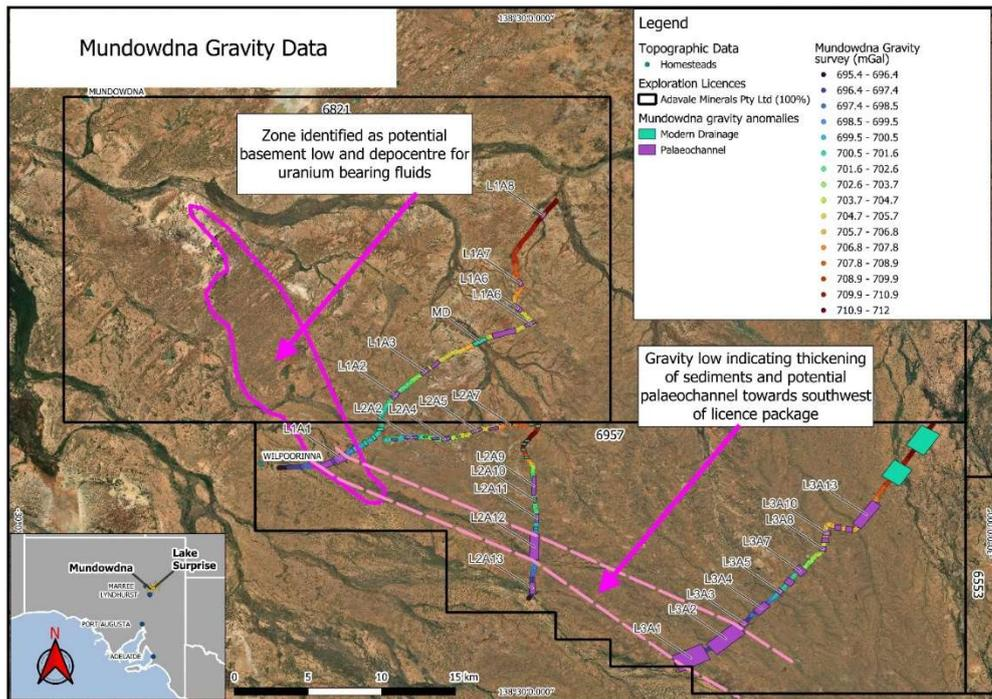 138°30'0.000"
Mundowdna Gravity Data
MUNDOWDNA
6821
Zone identified as potential
basement low and depocentre for
uranium bearing fluids
Legend
Topographic Data
Homesteads
Exploration Licences
Adavale Minerals Pty Ltd (100%)
Mundowdna gravity anomalies
Modern Drainage
Palaeochannel
Mundowdna Gravity
survey (mGal)
695.4 - 696.4
696.4 - 697.4
697.4 - 698.5
698.5 - 699.5
699.5 - 700.5
700.5 - 701.6
701.6 - 702.6
702.6 - 703.7
703.7 - 704.7
704.7 - 705.7
705.7 - 706.8
706.8 - 707.8
707.8 - 708.9
708.9 - 709.9
709.9 - 710.9
710.9 - 712
L1A8
L1A7
L1A6
L1A6
MD
L1A3
L1A2
L2A2
L2A4
L2A5
L2A7
L1A1
WILPOORINNA
6957
Gravity low indicating thickening
of sediments and potential
palaeochannel towards southwest
of licence package
L2A9
L2A10
L2A11
L2A12
L2A13
L3A13
L3A10
L3A8
L3A7
L3A5
L3A4
L3A3
L3A2
L3A1
6553
Mundowdna
Lake
Surprise
MARREE
LYNDHURST
PORT AUGUSTA
ADELAIDE
N
0
5
10
15 km
138°30'0.000"